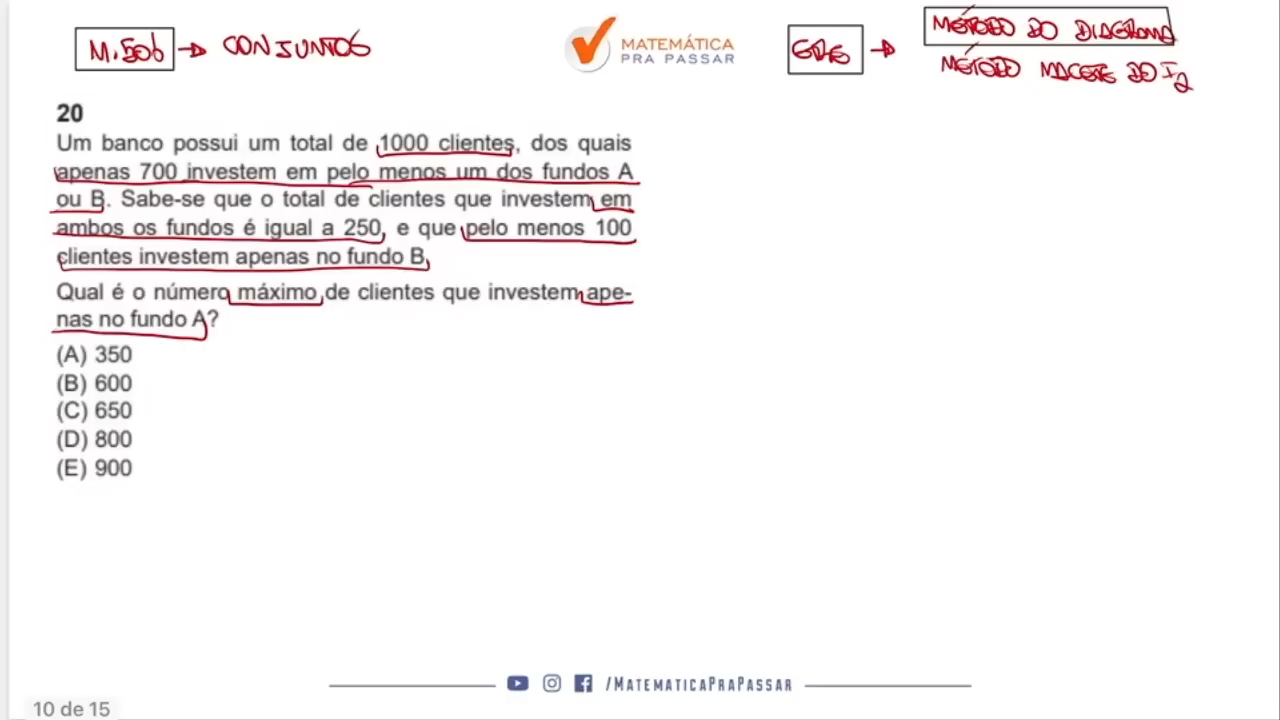 M.50b → CONJUNTOS
MATEMÁTICA
PRA PASSAR
MÉTODO DO DIAGRAMA
MÉTODO MACETE DO I2
20
Um banco possui um total de 1000 clientes, dos quais
apenas 700 investem em pelo menos um dos fundos A
ou B. Sabe-se que o total de clientes que investem em
ambos os fundos é igual a 250, e que pelo menos 100
clientes investem apenas no fundo B.
Qual é o número máximo de clientes que investem ape-
nas no fundo A?
(A) 350
(B) 600
(C) 650
(D) 800
(E) 900
/MATEMATICAPRAPASSAR
10 de 15